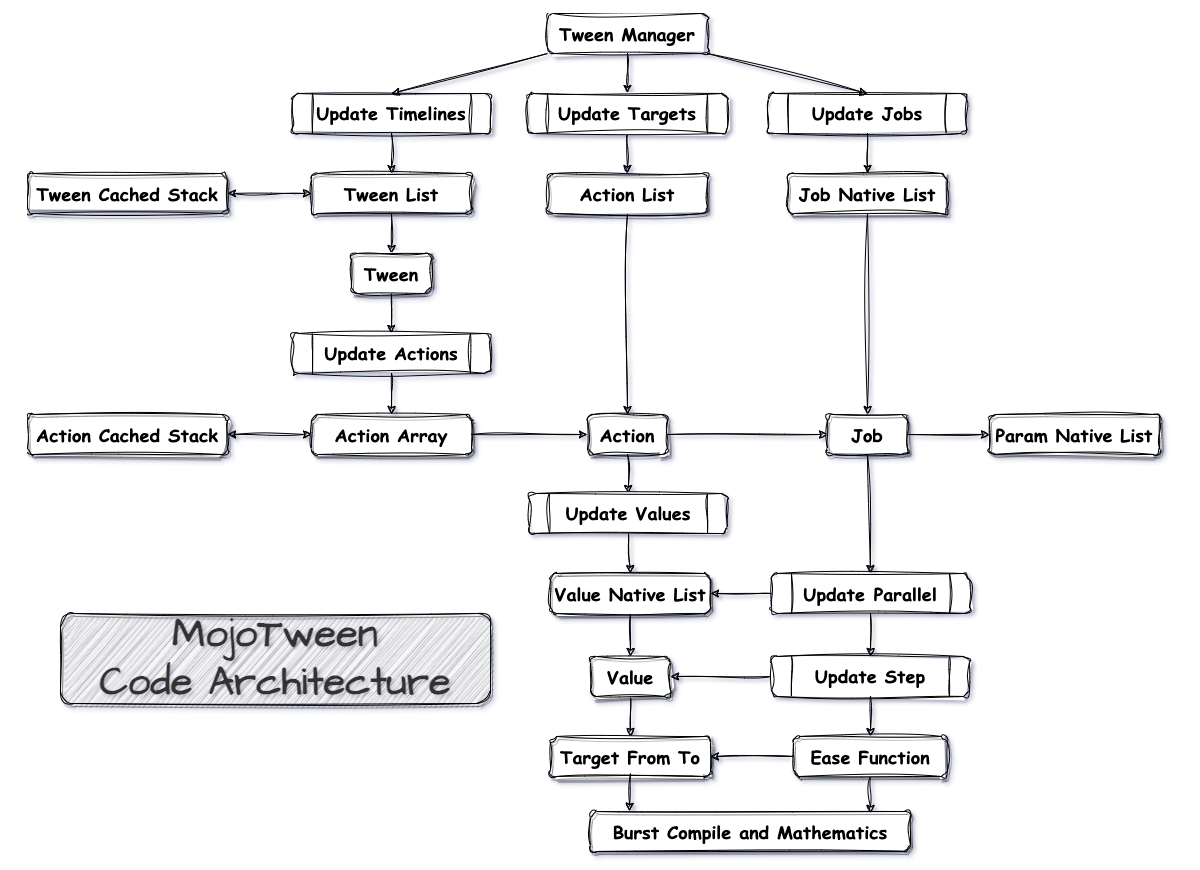 Tween Manager
Update Timelines
Update Targets
Update Jobs
Tween Cached Stack
Tween List
Action List
Job Native List
Tween
Update Actions
Action Cached Stack
Action Array
Action
Job
Param Native List
Update Values
Value Native List
Update Parallel
MojoTween
Code Architecture
Value
Update Step
Target From To
Ease Function
Burst Compile and Mathematics